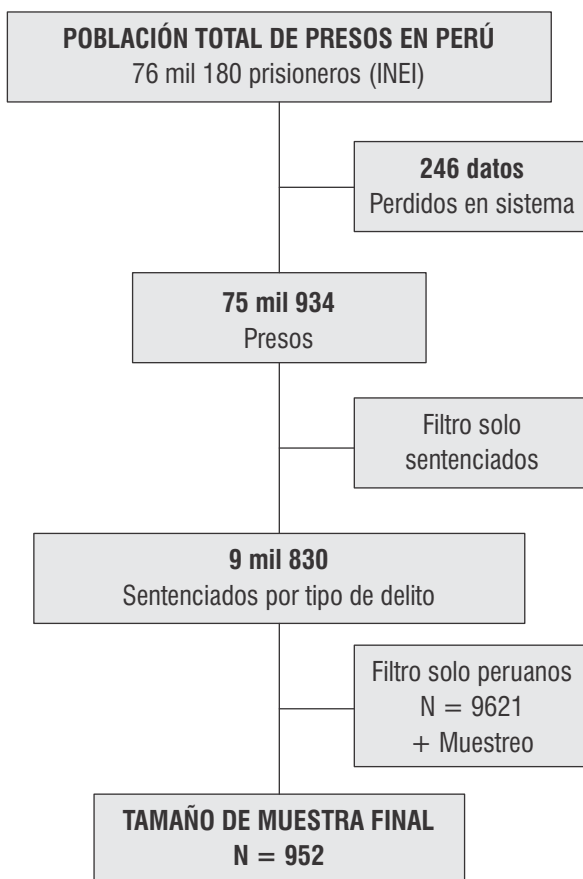 POBLACIÓN TOTAL DE PRESOS EN PERÚ
76 mil 180 prisioneros (INEI)
246 datos
Perdidos en sistema
75 mil 934
Presos
Filtro solo
sentenciados
9 mil 830
Sentenciados por tipo de delito
Filtro solo peruanos
N = 9621
+ Muestreo
TAMAÑO DE MUESTRA FINAL
N = 952